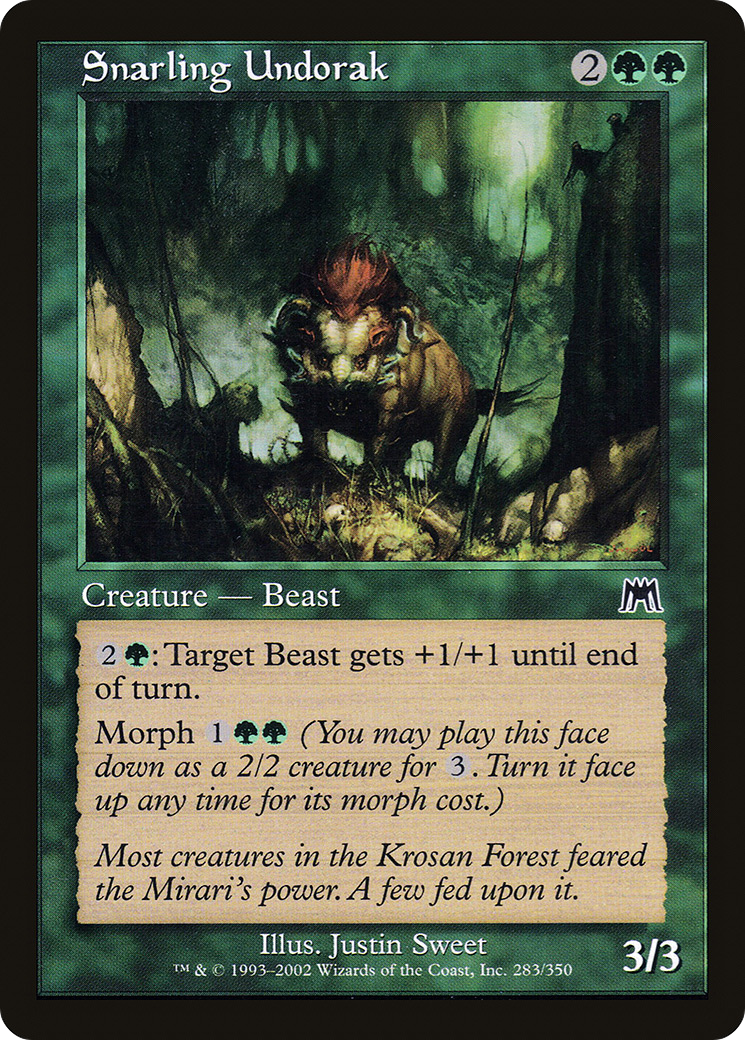 Snarling Undorak 2
2 : Target Beast gets +1/+1 until end
of turn.
Morph 1 (You may play this face
down as a 2/2 creature for 3. Turn it face
up any time for its morph cost.)
Most creatures in the Krosan Forest feared
the Mirari's power. A few fed upon it.
Creature — Beast
Illus. Justin Sweet
™ & © 1993–2002 Wizards of the Coast, Inc. 283/350
3/3